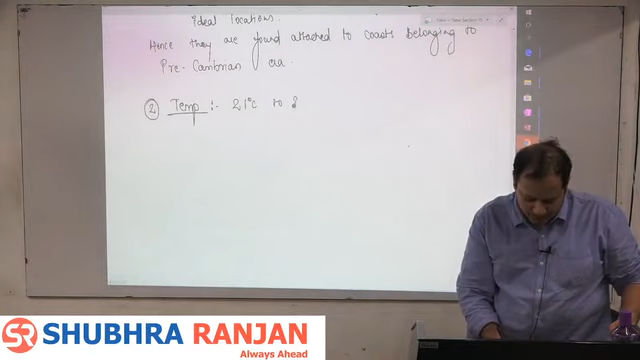 Ideal locations.
Hence they are found attached to coasts belonging to
Pre-Cambrian era.
② Temp :- 21°C to
SR SHUBHRA RANJAN
Always Ahead